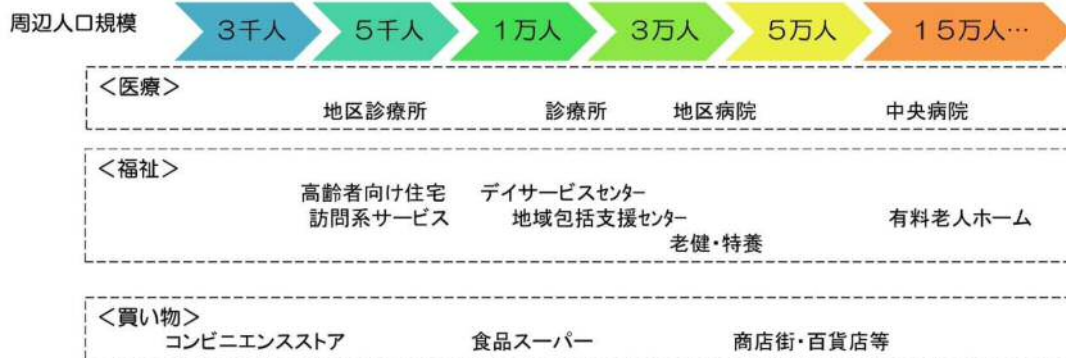 周辺人口規模 3千人 5千人 1万人 3万人 5万人 15万人…
<医療>
地区診療所 診療所 地区病院 中央病院
<福祉>
高齢者向け住宅 デイサービスセンター
訪問系サービス 地域包括支援センター 有料老人ホーム
老健・特養
<買い物>
コンビニエンスストア 食品スーパー 商店街・百貨店等